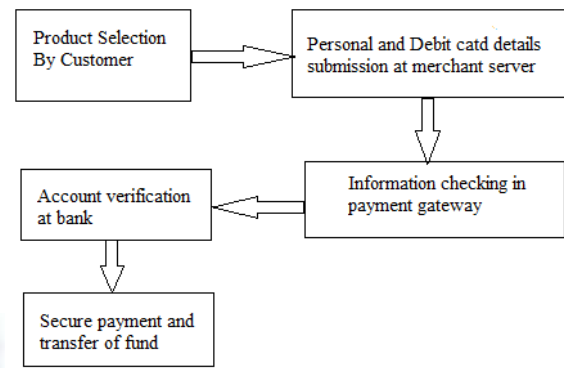 Product Selection
By Customer
Personal and Debit catd details
submission at merchant server
Information checking in
payment gateway
Account verification
at bank
Secure payment and
transfer of fund